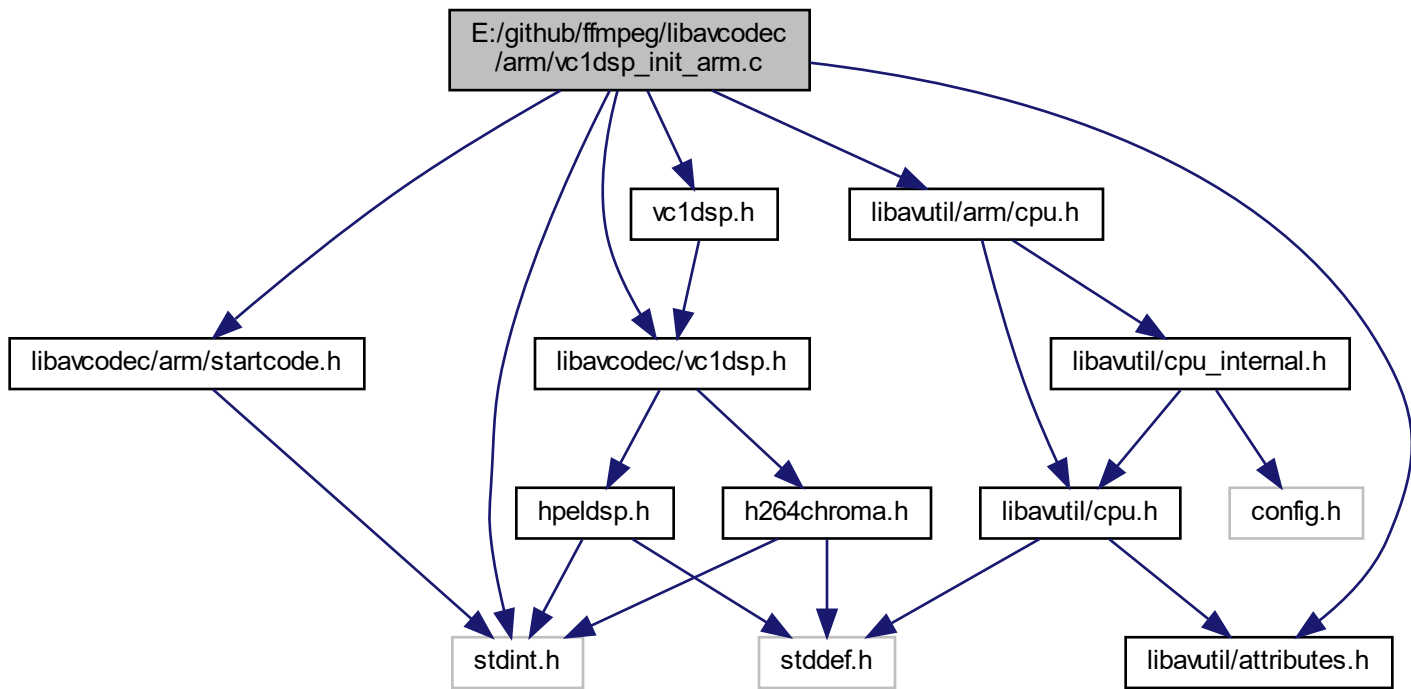 E:/github/ffmpeg/libavcodec
/arm/vc1dsp_init_arm.c
vc1dsp.h
libavutil/arm/cpu.h
libavcodec/arm/startcode.h
libavcodec/vc1dsp.h
libavutil/cpu_internal.h
hpeldsp.h
h264chroma.h
libavutil/cpu.h
config.h
stdint.h
stddef.h
libavutil/attributes.h